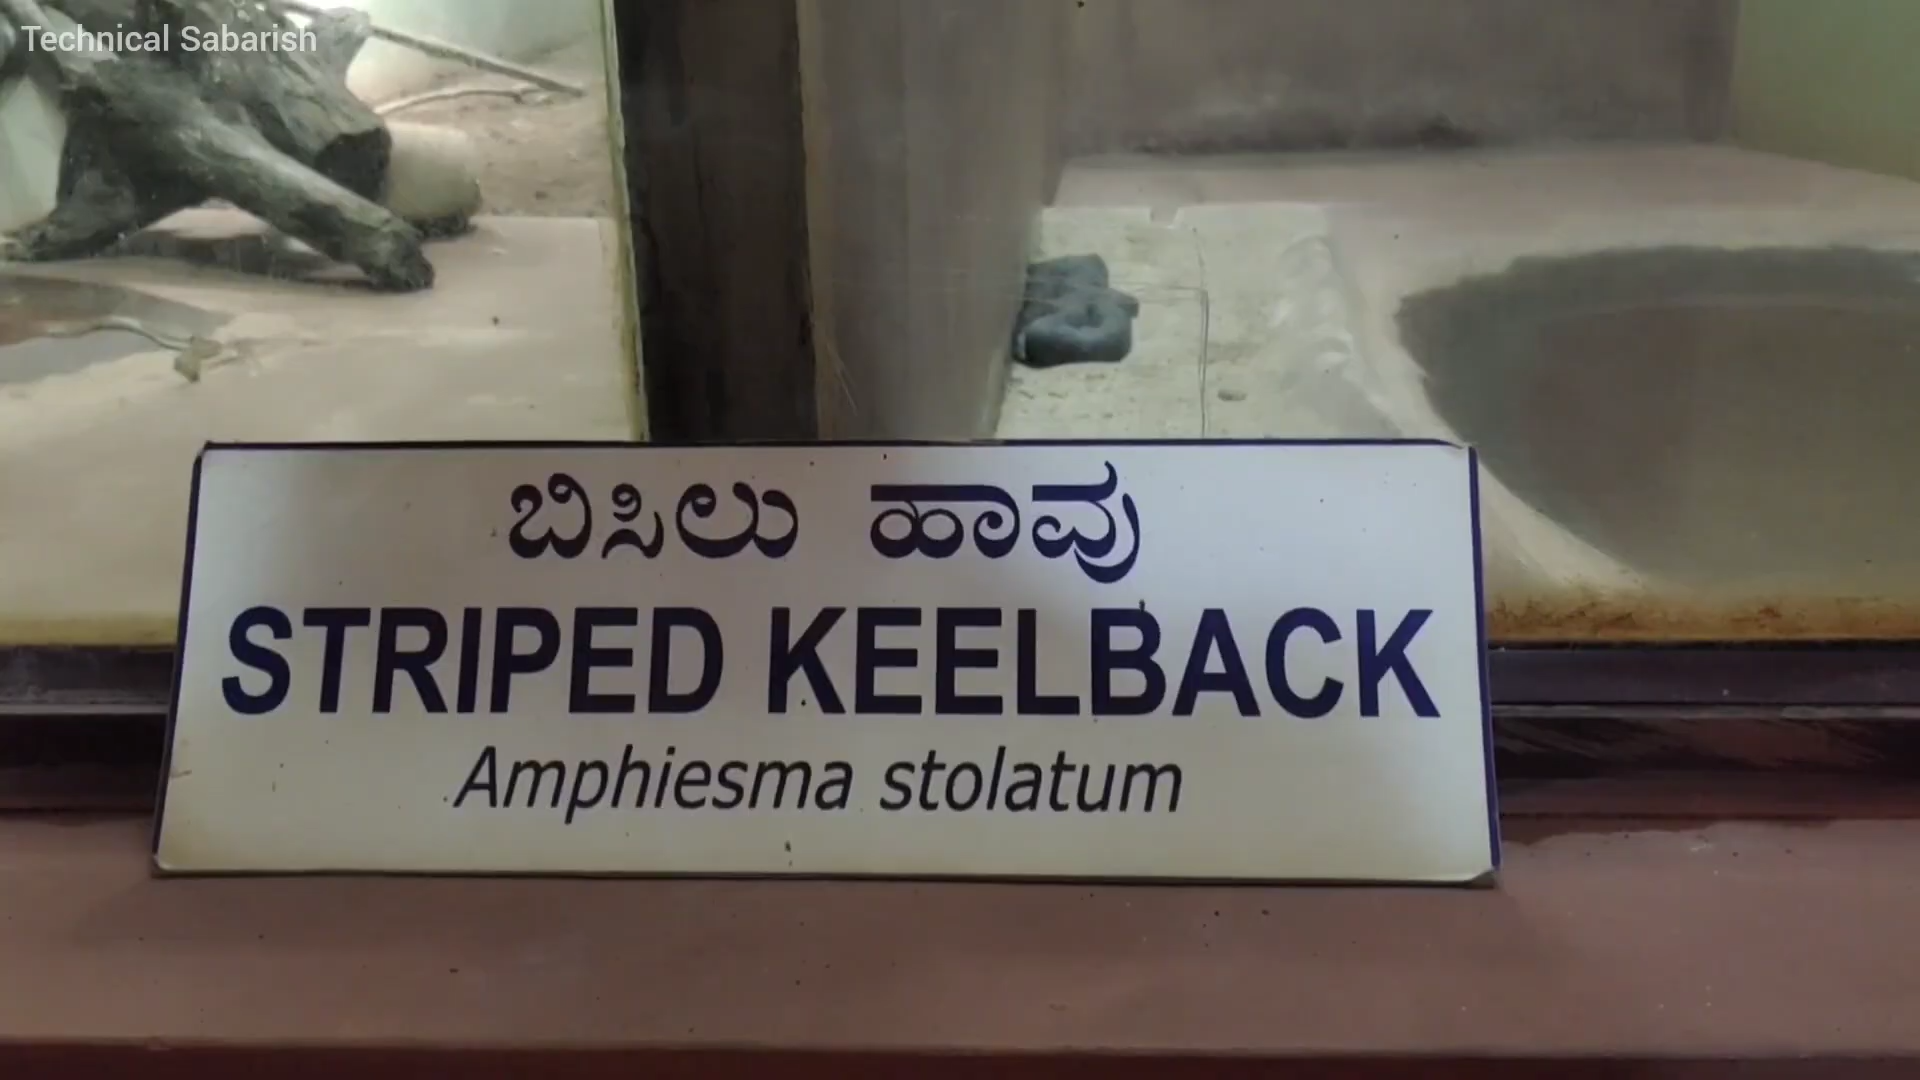 Technical Sabarish
ಬಿಸಿಲು ಹಾವು
STRIPED KEELBACK
Amphiesma stolatum